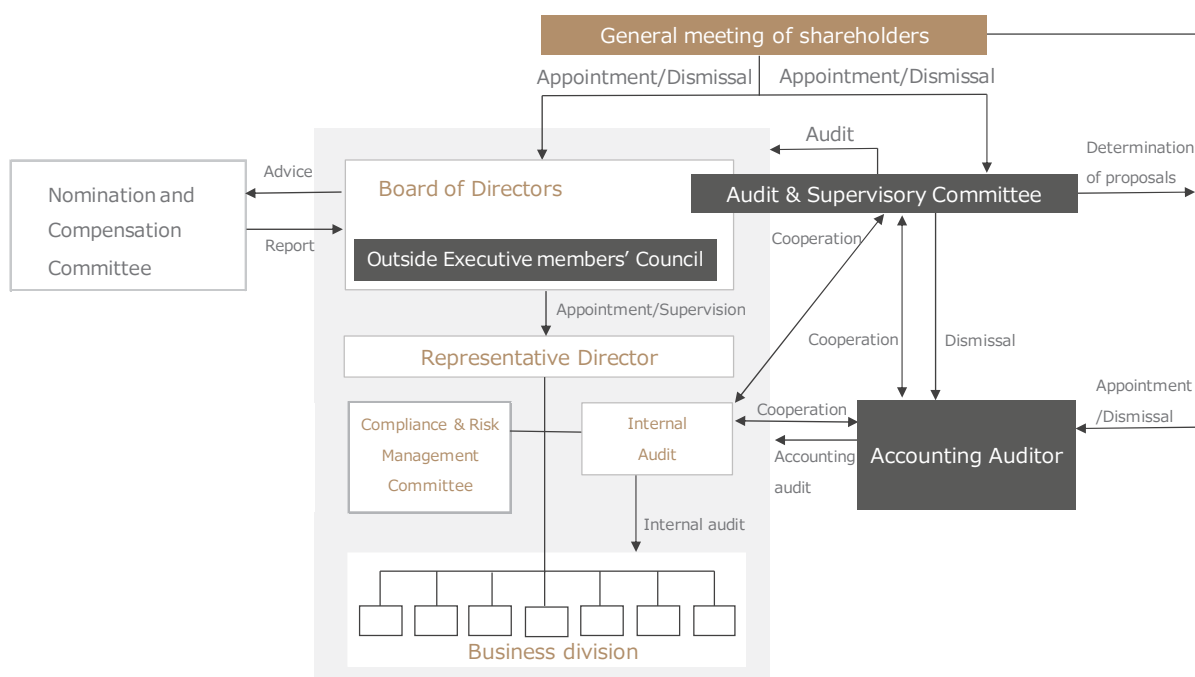 General meeting of shareholders
Appointment/Dismissal
Appointment/Dismissal
Audit
Determination
of proposals
Advice
Board of Directors
Audit & Supervisory Committee
Nomination and
Compensation
Committee
Report
Cooperation
Outside Executive members’ Council
Appointment/Supervision
Representative Director
Cooperation
Dismissal
Appointment
/Dismissal
Compliance & Risk
Management
Committee
Internal
Audit
Cooperation
Accounting
audit
Accounting Auditor
Internal audit
Business division